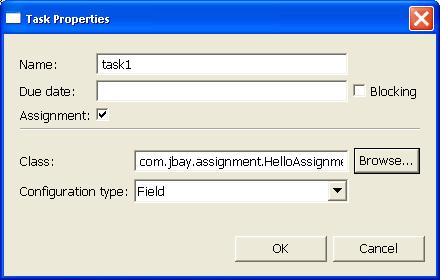 Task Properties
Name: task1
Due date: Blocking
Assignment:
Class: com.jbay.assignment.HelloAssignme Browse...
Configuration type: Field
OK Cancel